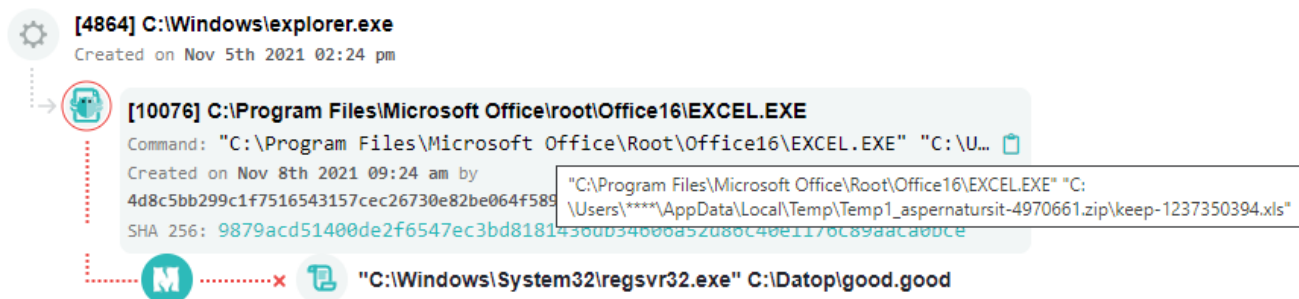 [4864] C:\Windows\explorer.exe
Created on Nov 5th 2021 02:24 pm
[10076] C:\Program Files\Microsoft Office\root\Office16\EXCEL.EXE
Command: "C:\Program Files\Microsoft Office\Root\Office16\EXCEL.EXE" "C:\U…
Created on Nov 8th 2021 09:24 am by
"C:\Program Files\Microsoft Office\Root\Office16\EXCEL.EXE" "C:
\Users\****\AppData\Local\Temp\Temp1_aspernatursit-4970661.zip\keep-1237350394.xls"
4d8c5bb299c1f7516543157cec26730e82be064f589
SHA 256:
"C:\Windows\System32\regsvr32.exe" C:\Datop\good.good